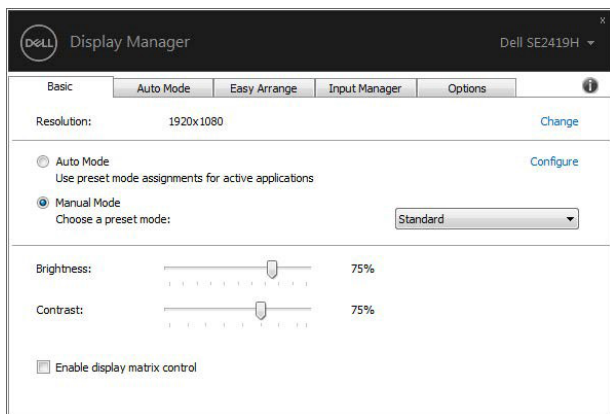 x
DELL Display Manager Dell SE2419H
Basic Auto Mode Easy Arrange Input Manager Options i
Resolution: 1920x1080 Change
Auto Mode Configure
Use preset mode assignments for active applications
Manual Mode
Choose a preset mode: Standard
Brightness: 75%
Contrast: 75%
Enable display matrix control